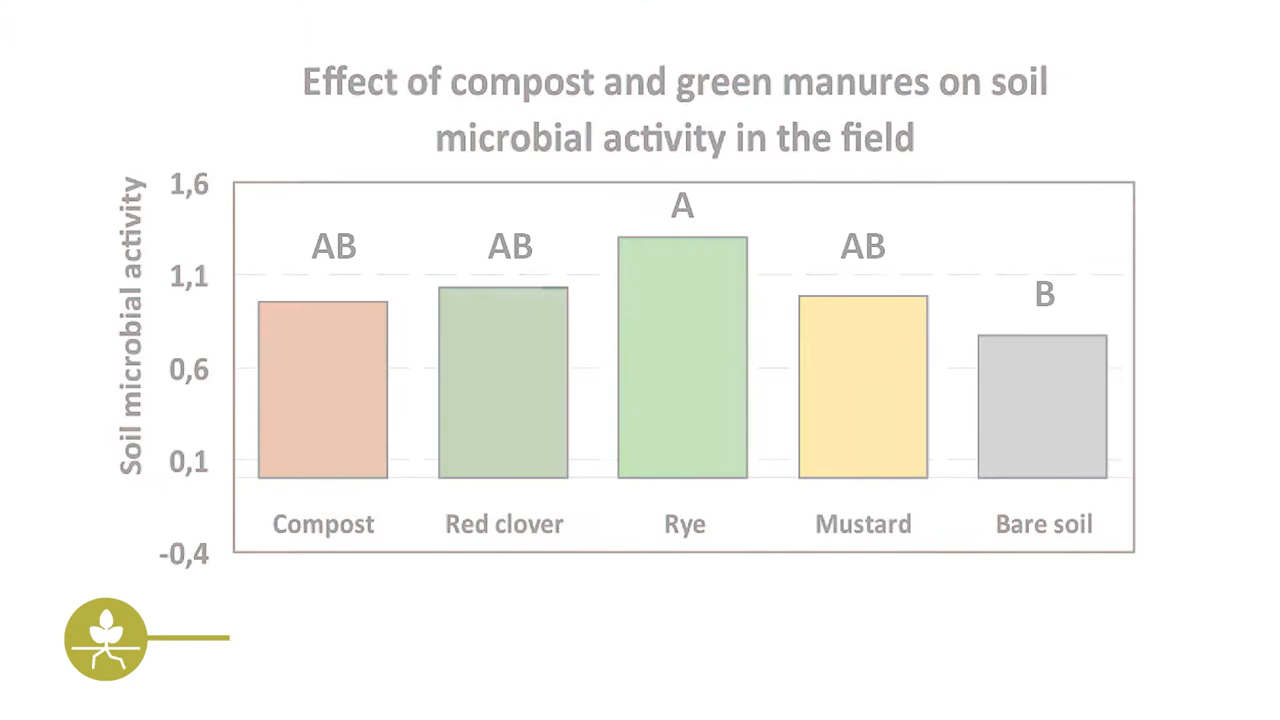 Effect of compost and green manures on soil
microbial activity in the field
Soil microbial activity
1,6
1,1
0,6
0,1
-0,4
AB
AB
A
AB
B
Compost
Red clover
Rye
Mustard
Bare soil